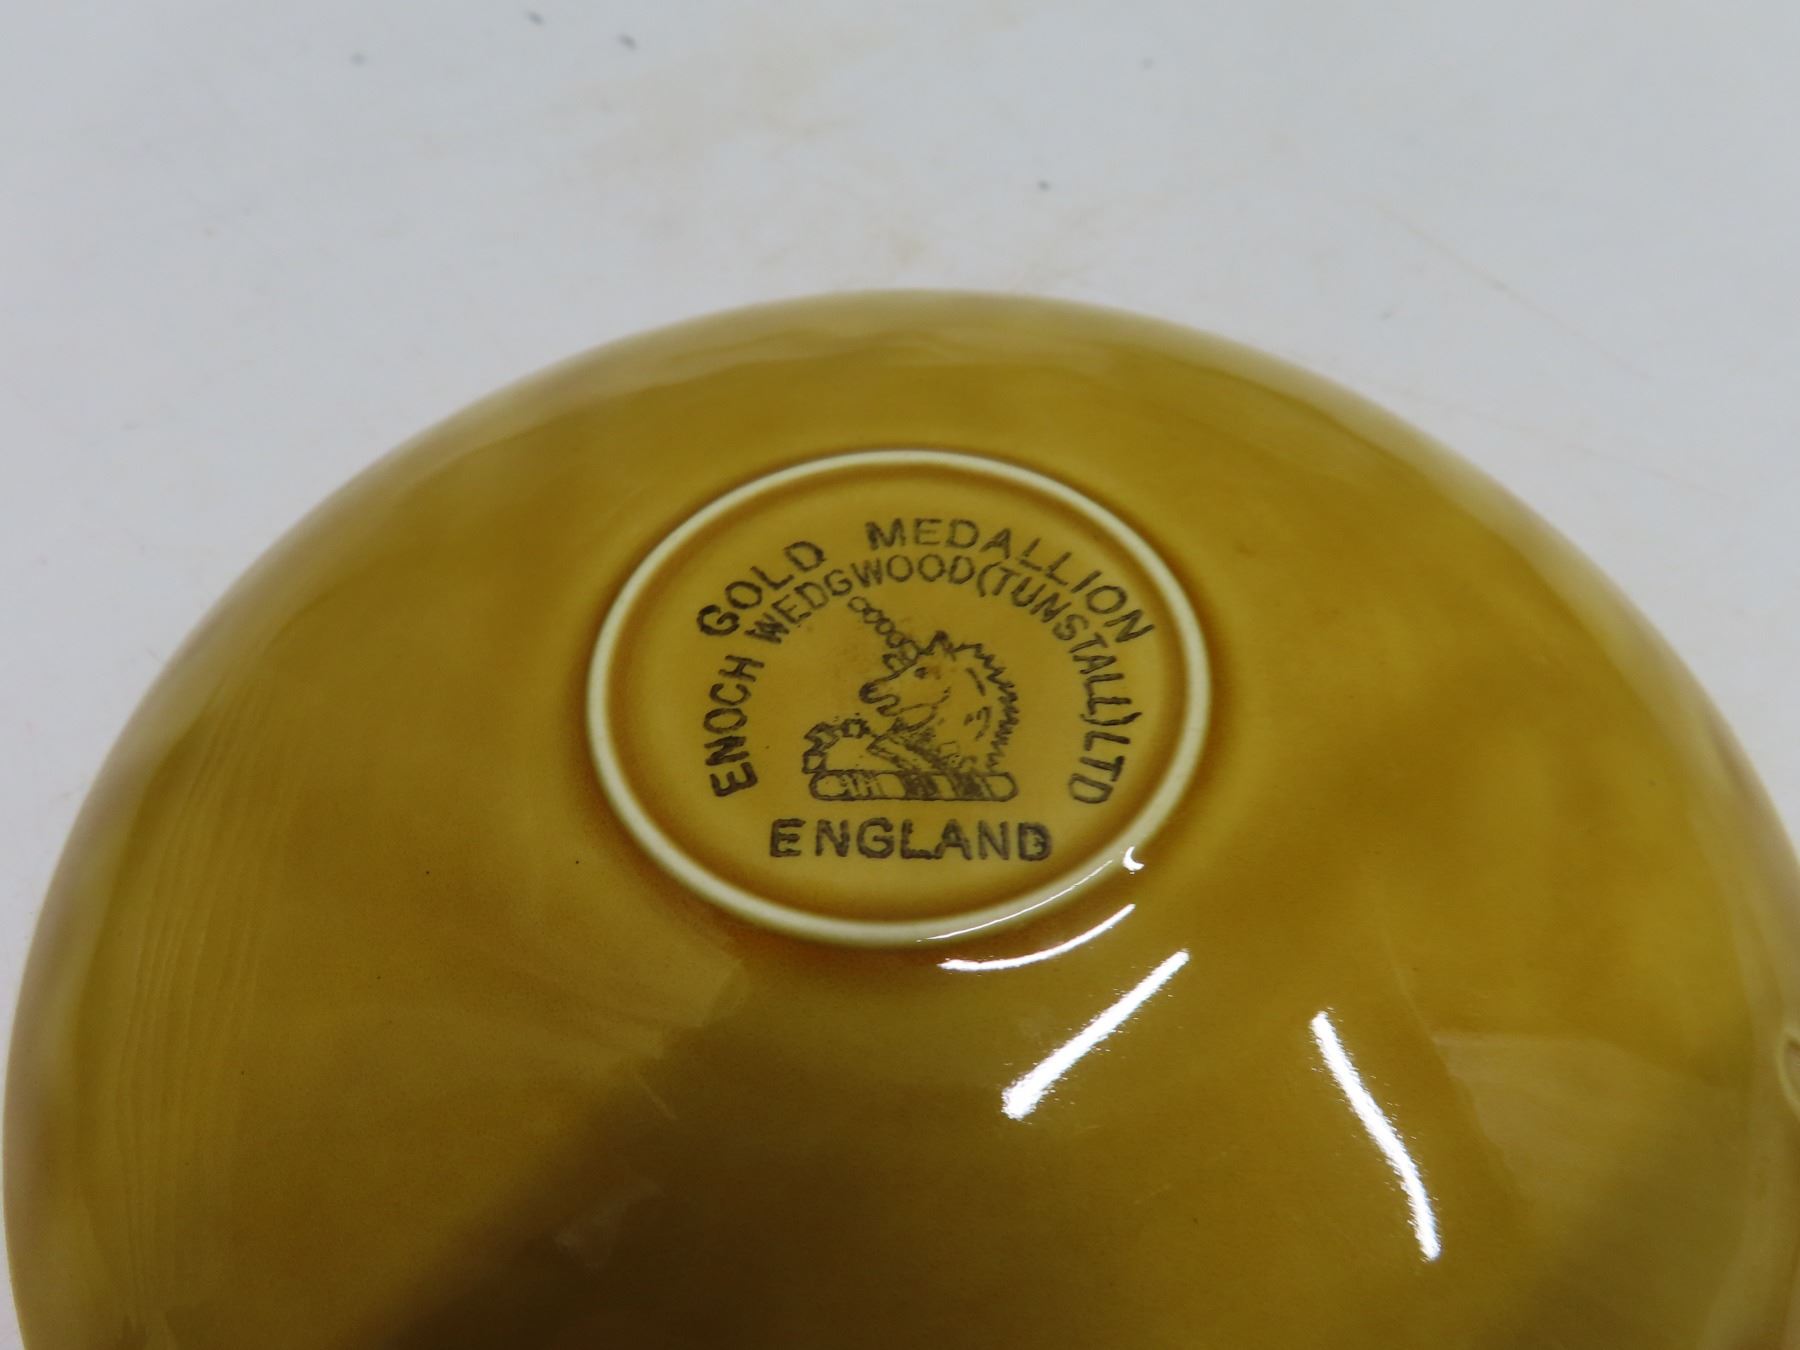 GOLD MEDALLION
ENOCH WEDGWOOD (TUNSTALL) LTD
ENGLAND